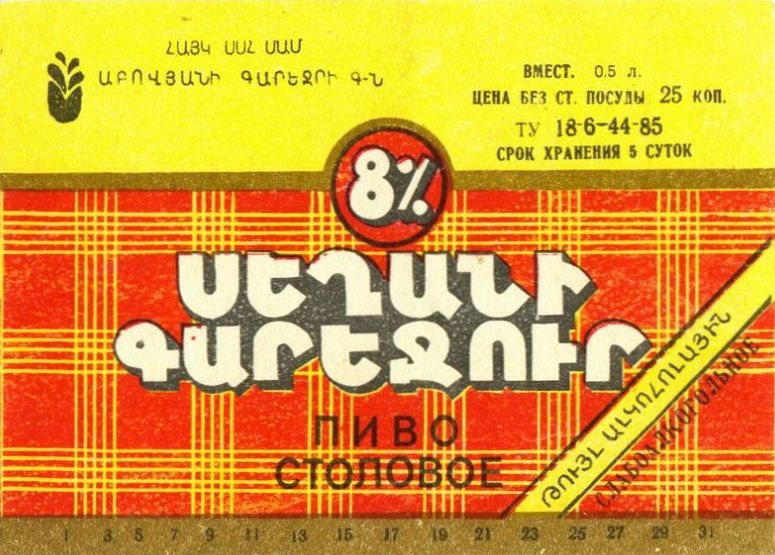 ՀԱՅԿ ՍՍՀ ՍԱՄ
ԱԲՈՎՅԱՆԻ ԳԱՐԵՋՐԻ Գ-Ն
ВМЕСТ. 0.5 л.
ЦЕНА БЕЗ СТ. ПОСУДЫ 25 КОП.
ТУ 18-6-44-85
СРОК ХРАНЕНИЯ 5 СУТОК
8%
ՍԵՂԱՆԻ
ԳԱՐԵՋՈՒՐ
ПИВО
СТОЛОВОЕ
ԹՈՒՅԼ ԱԼԿՈՀՈԼԱՅԻՆ
СЛАБОАЛКОГОЛЬНОЕ
1 3 5 7 9 11 13 15 17 19 21 23 25 27 29 31